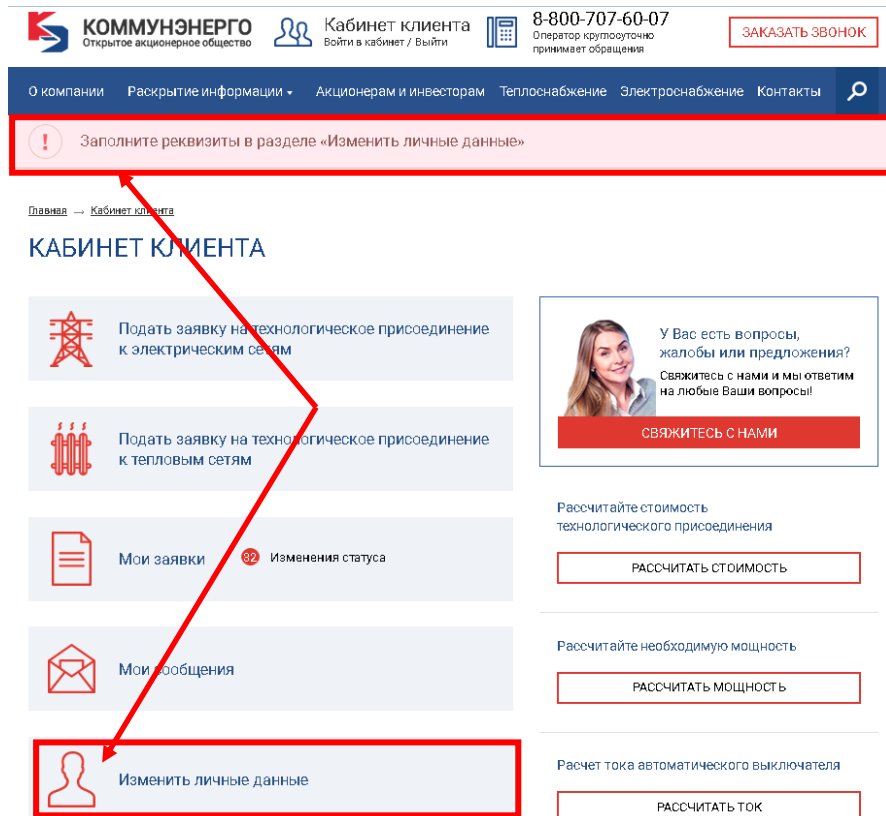 КОММУНЭНЕРГО
Открытое акционерное общество
Кабинет клиента
Войти в кабинет / Выйти
8-800-707-60-07
Оператор круглосуточно
принимает обращения
ЗАКАЗАТЬ ЗВОНОК
О компании Раскрытие информации Акционерам и инвесторам Теплоснабжение Электроснабжение Контакты
! Заполните реквизиты в разделе «Изменить личные данные»
Главная → Кабинет клиента
КАБИНЕТ КЛИЕНТА
Подать заявку на технологическое присоединение
к электрическим сетям
Подать заявку на технологическое присоединение
к тепловым сетям
Мои заявки 32 Изменения статуса
Мои сообщения
Изменить личные данные
У Вас есть вопросы,
жалобы или предложения?
Свяжитесь с нами и мы ответим
на любые Ваши вопросы!
СВЯЖИТЕСЬ С НАМИ
Рассчитайте стоимость
технологического присоединения
РАССЧИТАТЬ СТОИМОСТЬ
Рассчитайте необходимую мощность
РАССЧИТАТЬ МОЩНОСТЬ
Расчет тока автоматического выключателя
РАССЧИТАТЬ ТОК